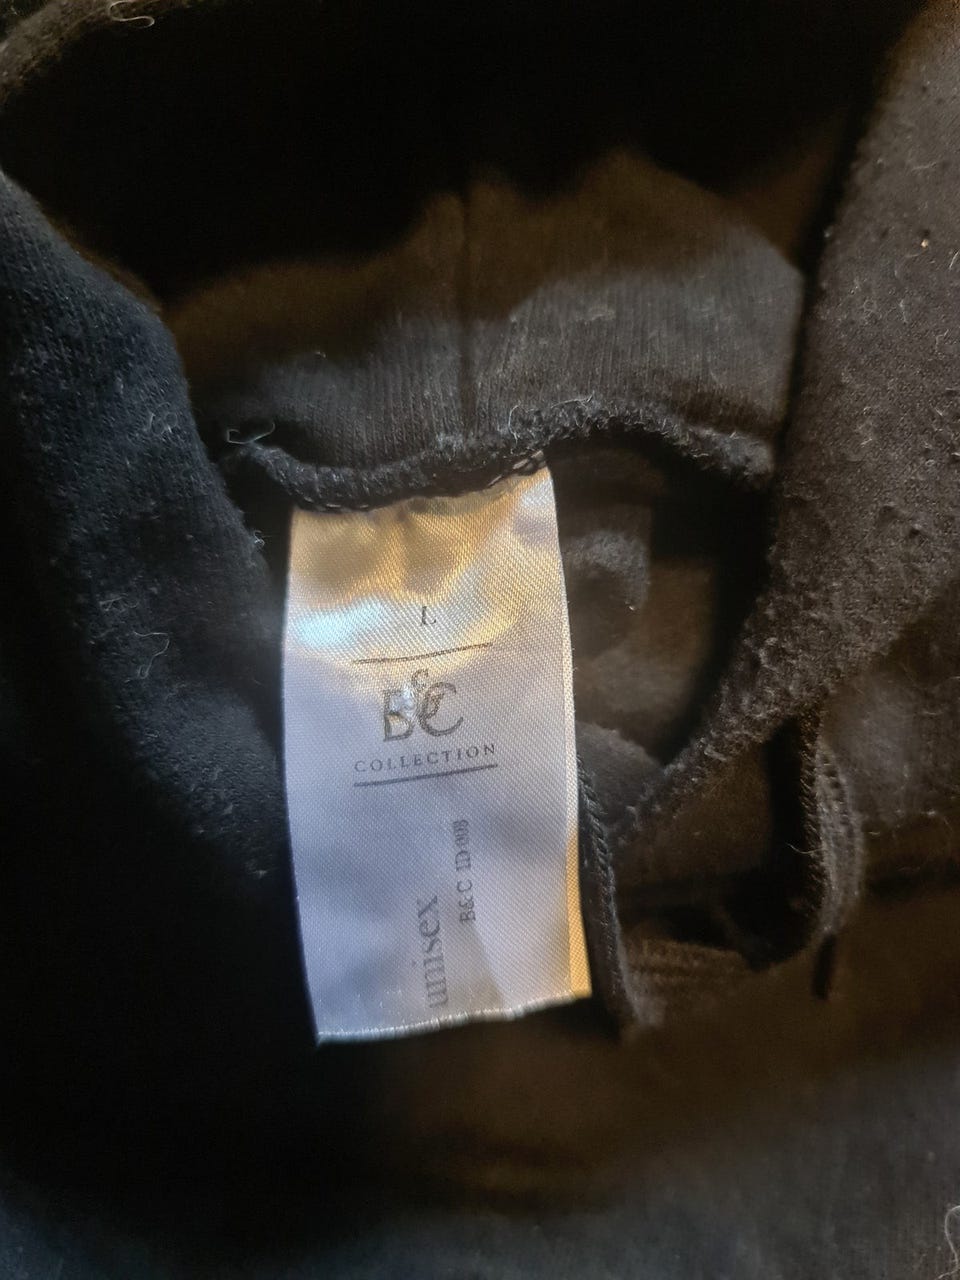 L
B&C
COLLECTION
unisex
B&C ID.003